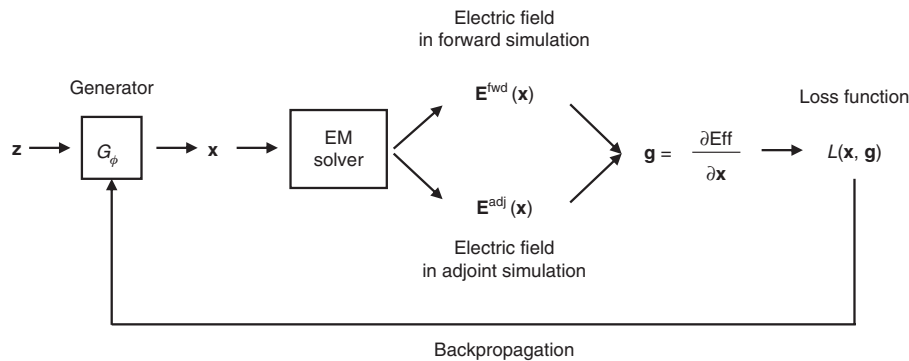 Electric field
in forward simulation
Generator
E^fwd (x)
Loss function
z
G_ϕ
x
EM
solver
g = ∂Eff / ∂x
L(x, g)
E^adj (x)
Electric field
in adjoint simulation
Backpropagation